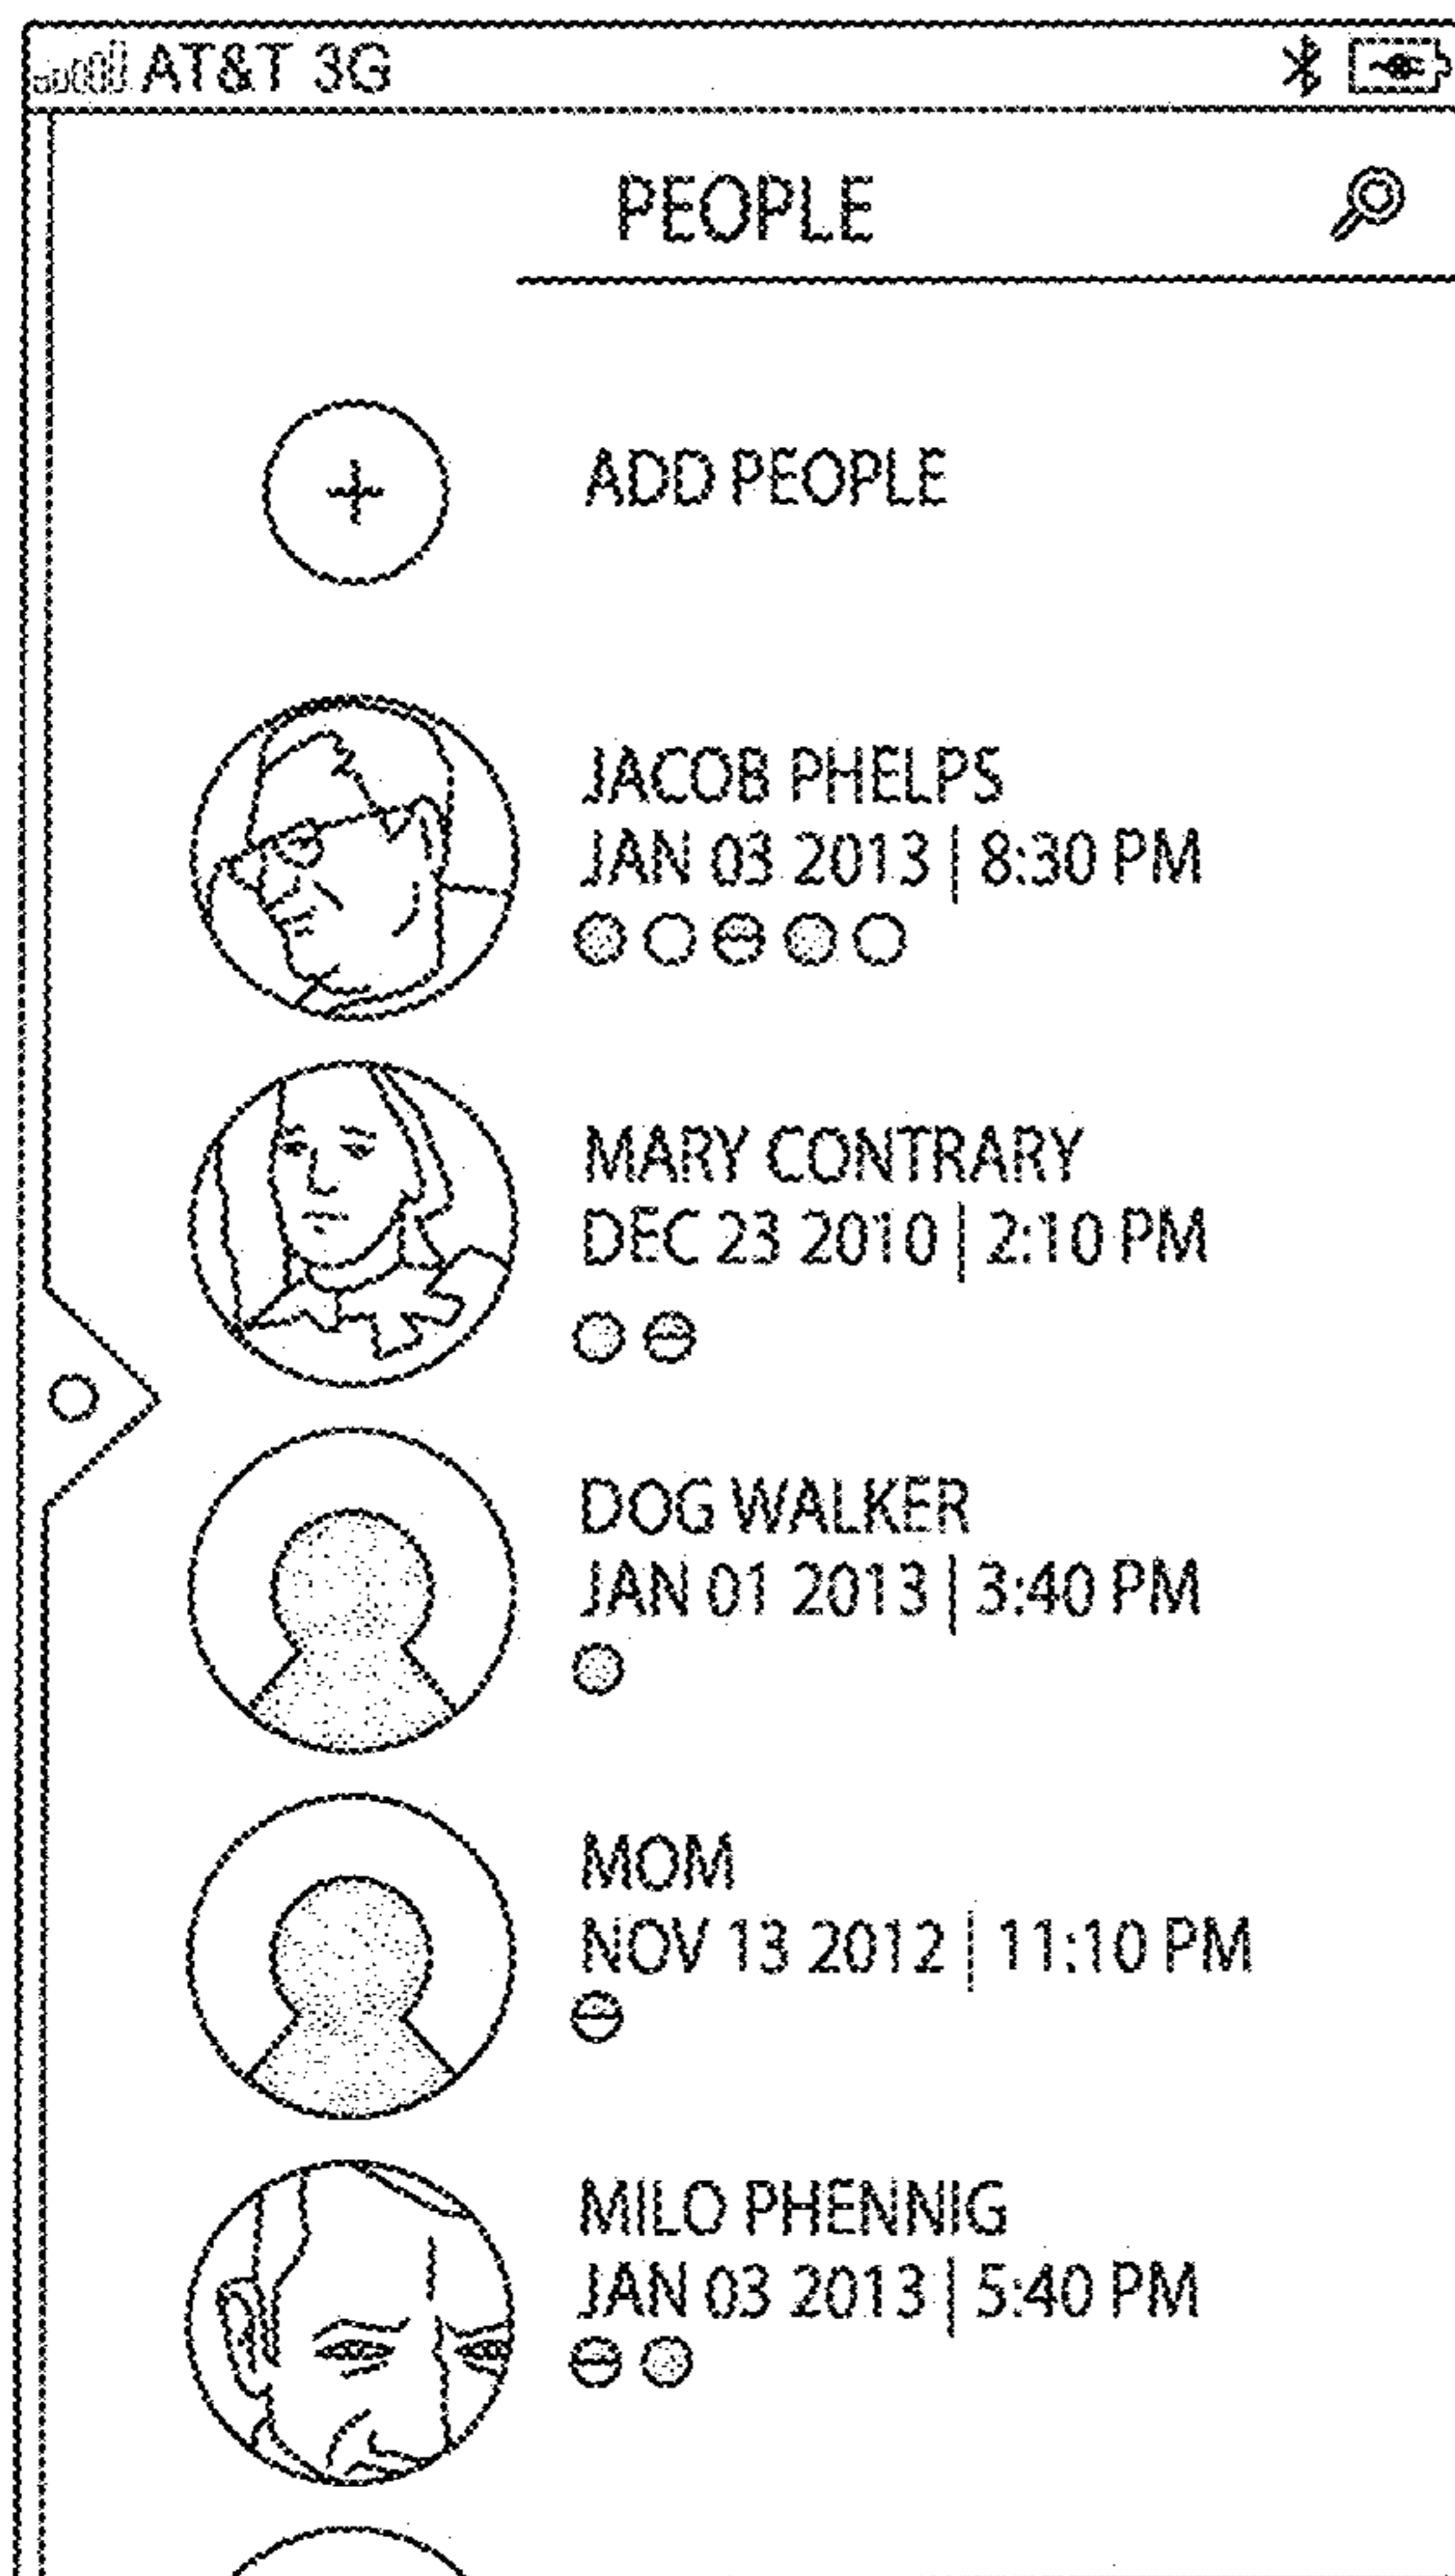 AT&T 3G
PEOPLE
ADD PEOPLE
JACOB PHELPS
JAN 03 2013 | 8:30 PM
MARY CONTRARY
DEC 23 2010 | 2:10 PM
DOG WALKER
JAN 01 2013 | 3:40 PM
MOM
NOV 13 2012 | 11:10 PM
MILO PHENNIG
JAN 03 2013 | 5:40 PM